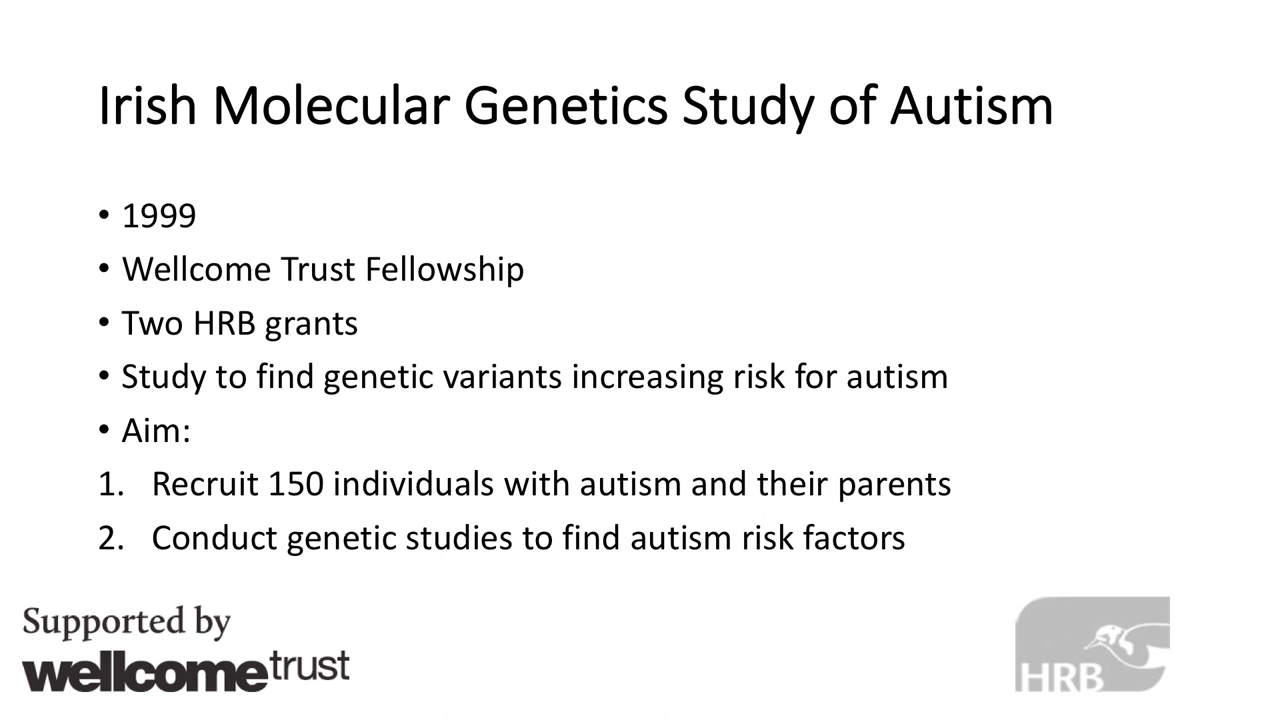 Irish Molecular Genetics Study of Autism
• 1999
• Wellcome Trust Fellowship
• Two HRB grants
• Study to find genetic variants increasing risk for autism
• Aim:
1. Recruit 150 individuals with autism and their parents
2. Conduct genetic studies to find autism risk factors
Supported by
wellcometrust
HRB